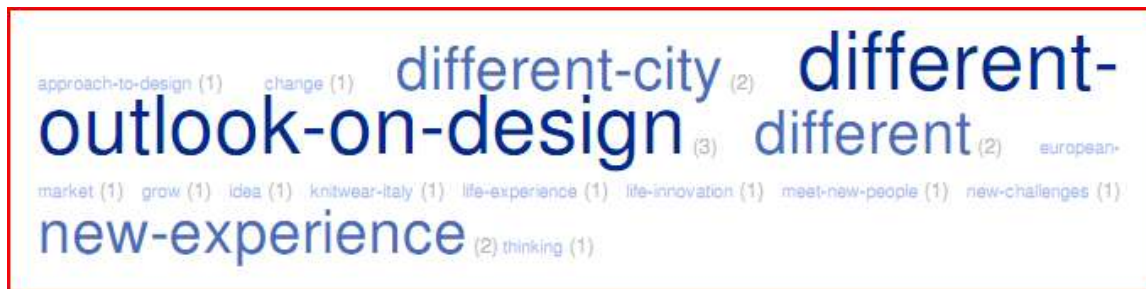 approach-to-design (1) change (1) different-city (2) different-
outlook-on-design (3) different (2) european-
market (1) grow (1) idea (1) knitwear-italy (1) life-experience (1) life-innovation (1) meet-new-people (1) new-challenges (1)
new-experience (2) thinking (1)